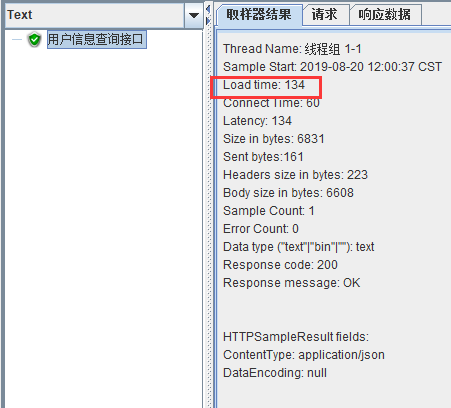 Text
用户信息查询接口
取样器结果 请求 响应数据
Thread Name: 线程组 1-1
Sample Start: 2019-08-20 12:00:37 CST
Load time: 134
Connect Time: 60
Latency: 134
Size in bytes: 6831
Sent bytes:161
Headers size in bytes: 223
Body size in bytes: 6608
Sample Count: 1
Error Count: 0
Data type ("text"|"bin"|""): text
Response code: 200
Response message: OK
HTTPSampleResult fields:
ContentType: application/json
DataEncoding: null